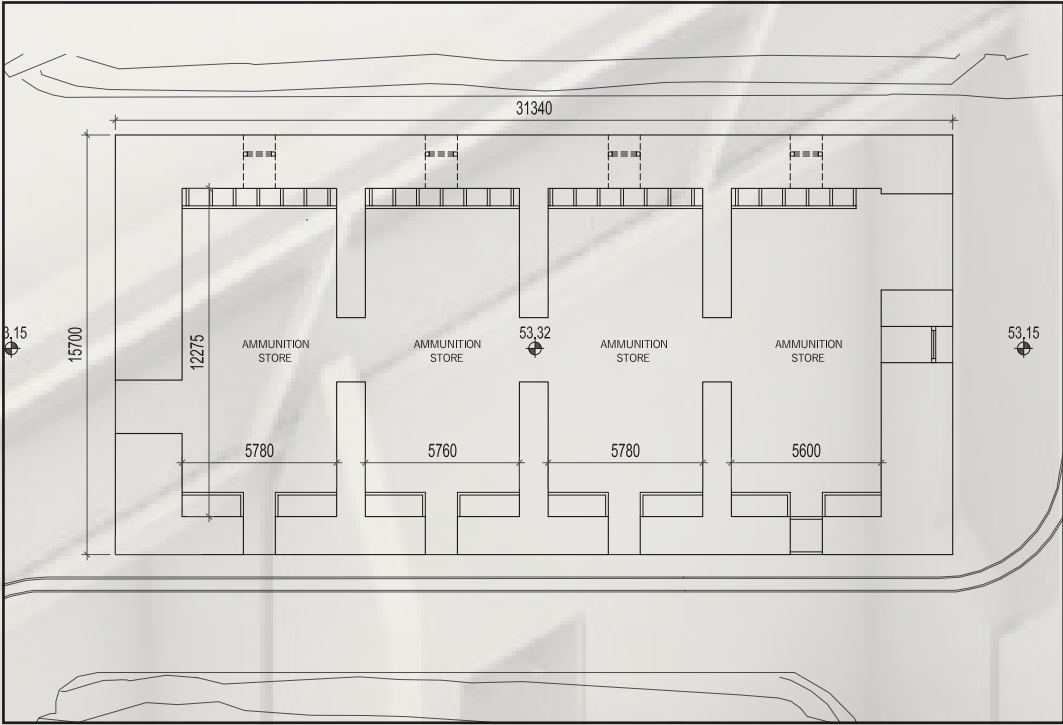 31340
3.15
15700
12275
AMMUNITION
STORE
AMMUNITION
STORE
53,32
AMMUNITION
STORE
AMMUNITION
STORE
53,15
5780
5760
5780
5600